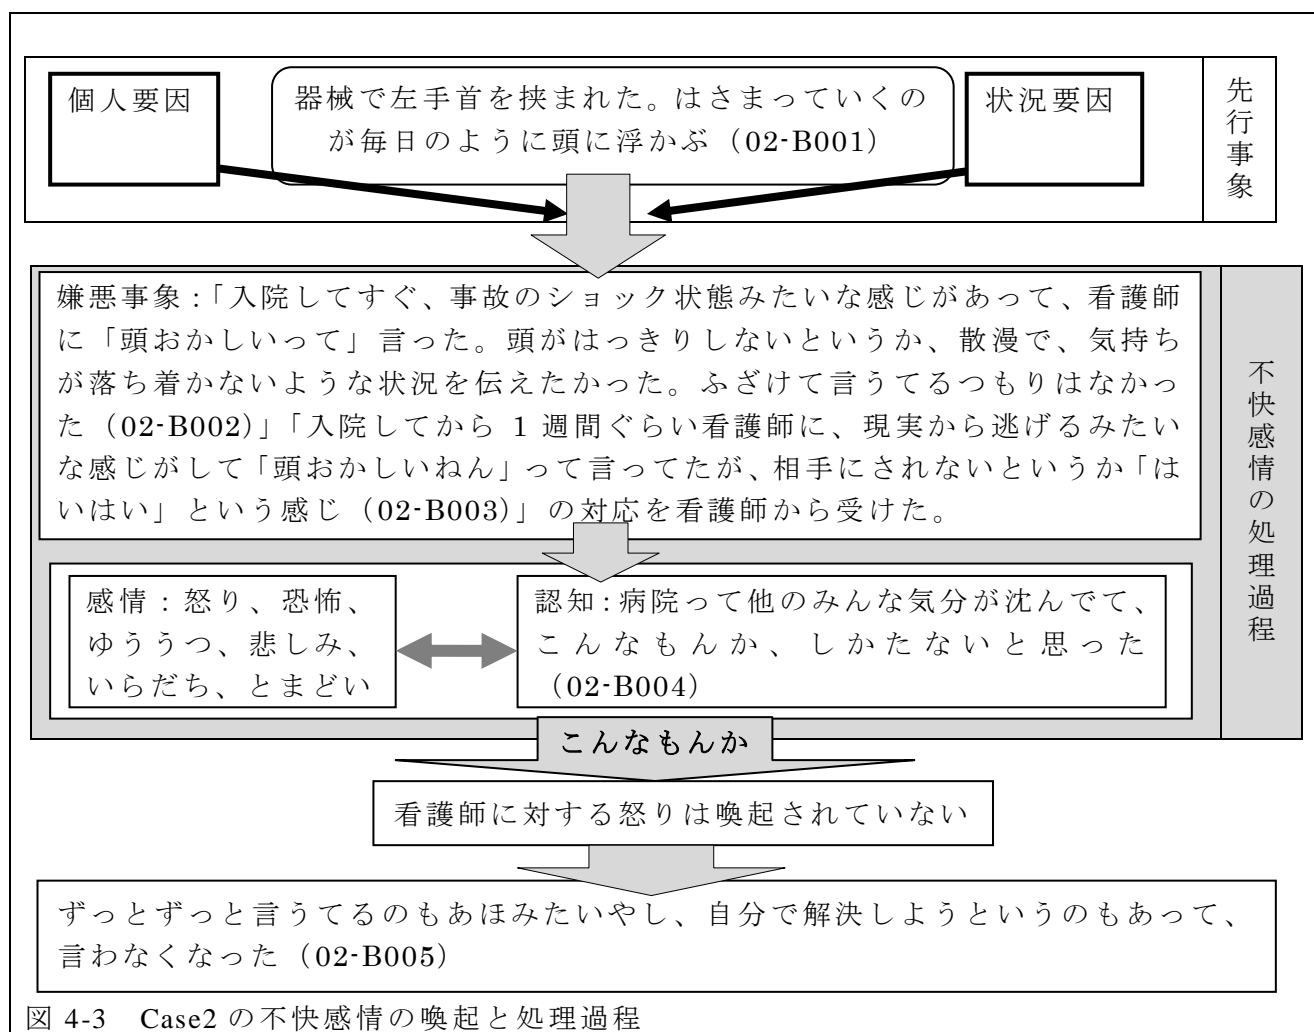 個人要因
器械で左手首を挟まれた。はさまっていくの
が毎日のように頭に浮かぶ（02-B001）
状況要因
先行事象
嫌悪事象:「入院してすぐ、事故のショック状態みたいな感じがあって、看護師
に「頭おかしいって」言った。頭がはっきりしないというか、散漫で、気持ち
が落ち着かないような状況を伝えたかった。ふざけて言うてるつもりはなかっ
た（02-B002)」「入院してから 1 週間ぐらい看護師に、現実から逃げるみたい
な感じがして「頭おかしいねん」って言ってたが、相手にされないというか「は
いはい」という感じ（02-B003)」の対応を看護師から受けた。
不快感情の処理過程
感情：怒り、恐怖、
ゆううつ、悲しみ、
いらだち、とまどい
認知:病院って他のみんな気分が沈んでて、
こんなもんか、しかたないと思った
（02-B004）
こんなもんか
看護師に対する怒りは喚起されていない
ずっとずっと言うてるのもあほみたいやし、自分で解決しようというのもあって、
言わなくなった（02-B005）
図 4-3　Case2 の不快感情の喚起と処理過程